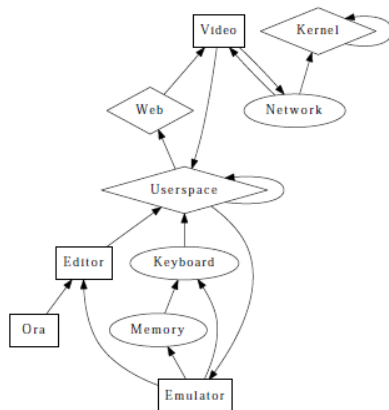 Video
Kernel
Web
Network
Userspace
Editor
Keyboard
Ora
Memory
Emulator